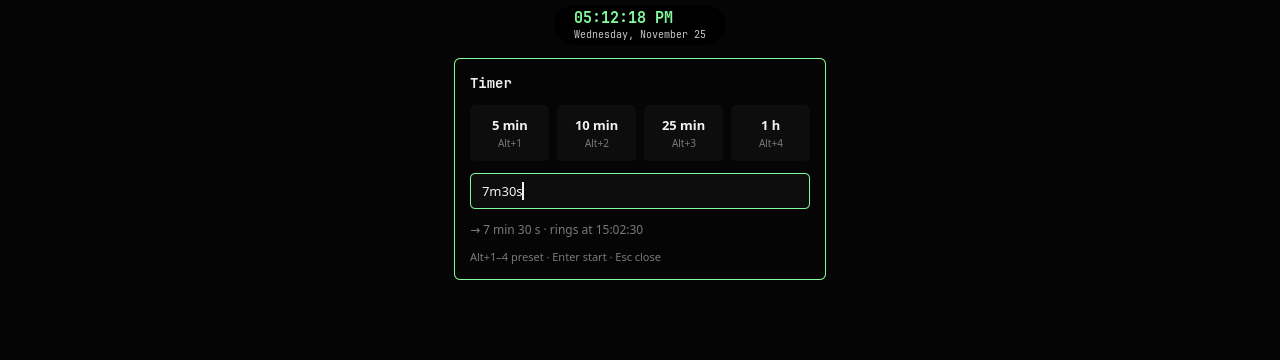 05:12:18 PM
Wednesday, November 25
Timer
5 min 10 min 25 min 1 h
Alt+1 Alt+2 Alt+3 Alt+4
7m30s
→ 7 min 30 s · rings at 15:02:30
Alt+1–4 preset · Enter start · Esc close